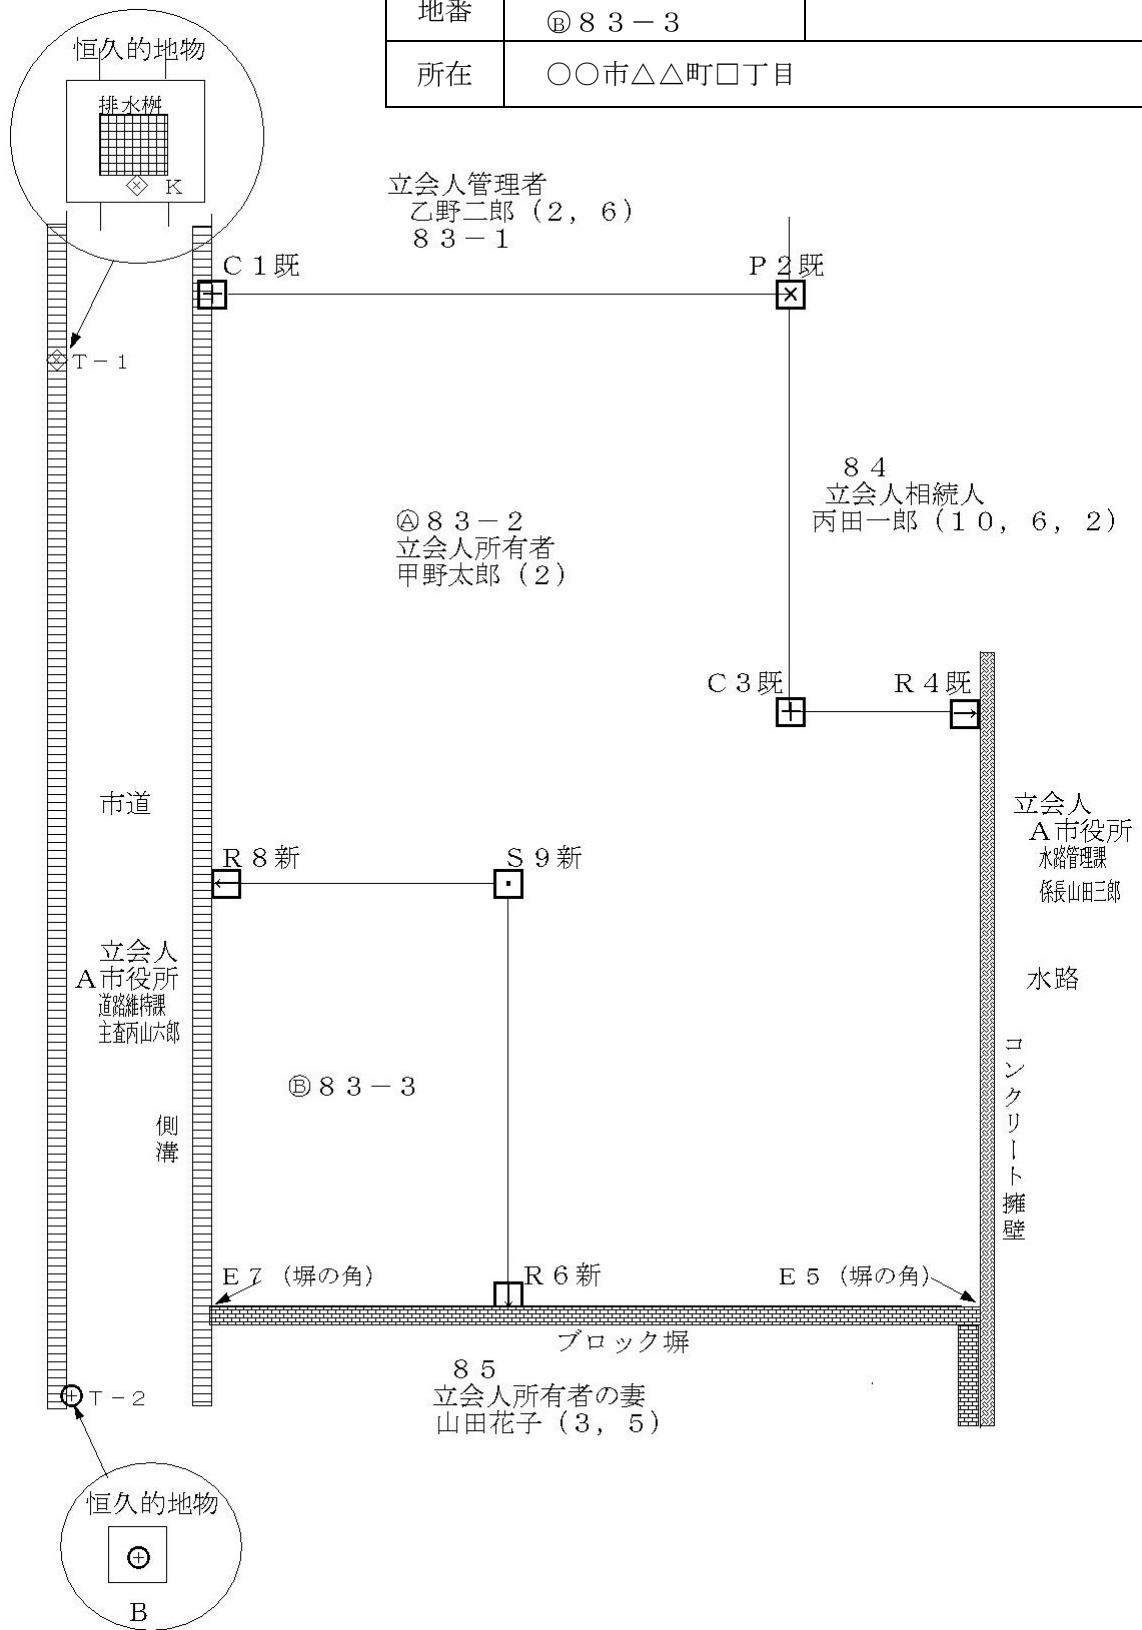 地番
Ⓑ８３－３
所在
○○市△△町□丁目
恒久的地物
排水桝
K
立会人管理者
乙野二郎（２，６）
８３－１
C１既
P２既
T－１
８４
立会人相続人
丙田一郎（１０，６，２）
Ⓐ８３－２
立会人所有者
甲野太郎（２）
C３既
R４既
市道
立会人
A市役所
水路管理課
係長山田三郎
R８新
S９新
立会人
A市役所
道路維持課
主査丙山六郎
水路
コンクリート擁壁
Ⓑ８３－３
側溝
E７（塀の角）
R６新
E５（塀の角）
ブロック塀
８５
立会人所有者の妻
山田花子（３，５）
T－２
恒久的地物
B